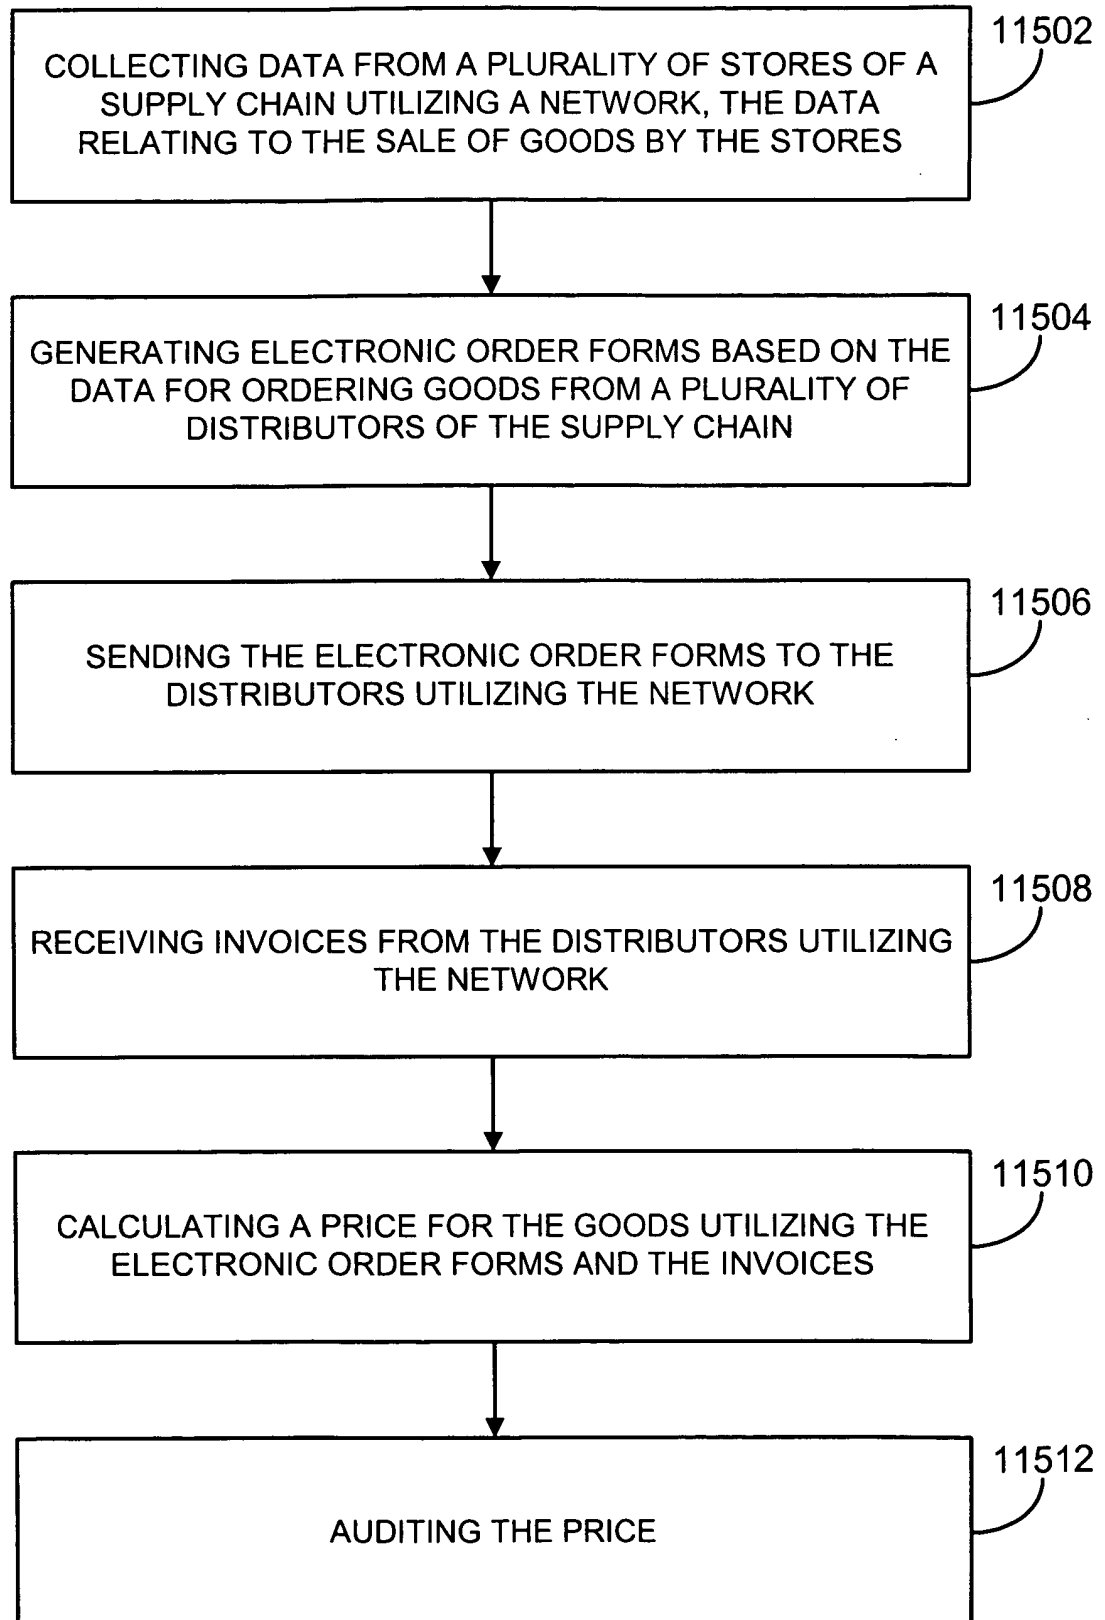 11502
COLLECTING DATA FROM A PLURALITY OF STORES OF A
SUPPLY CHAIN UTILIZING A NETWORK, THE DATA
RELATING TO THE SALE OF GOODS BY THE STORES
11504
GENERATING ELECTRONIC ORDER FORMS BASED ON THE
DATA FOR ORDERING GOODS FROM A PLURALITY OF
DISTRIBUTORS OF THE SUPPLY CHAIN
11506
SENDING THE ELECTRONIC ORDER FORMS TO THE
DISTRIBUTORS UTILIZING THE NETWORK
11508
RECEIVING INVOICES FROM THE DISTRIBUTORS UTILIZING
THE NETWORK
11510
CALCULATING A PRICE FOR THE GOODS UTILIZING THE
ELECTRONIC ORDER FORMS AND THE INVOICES
11512
AUDITING THE PRICE